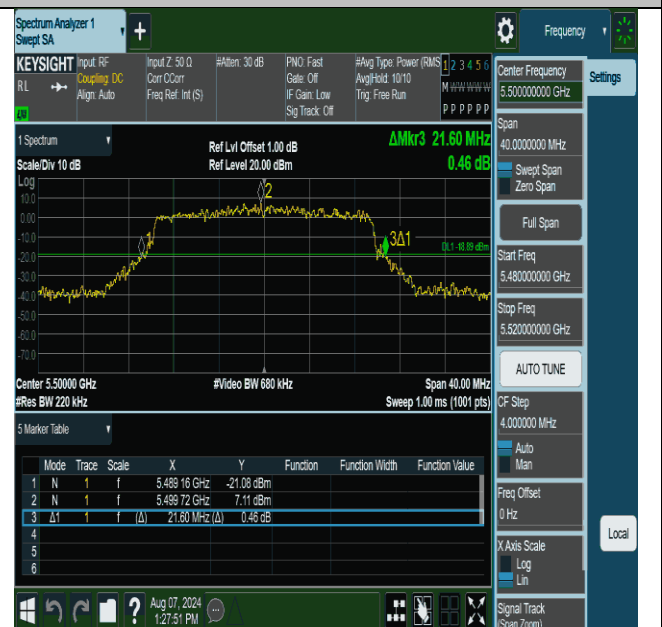 Spectrum Analyzer 1
Swept SA
+
Frequency
KEYSIGHT
RL
Input: RF
Coupling: DC
Align: Auto
Input Z: 50 Ω
Corr CCorr
Freq Ref: Int (S)
#Atten: 30 dB
PNO: Fast
Gate: Off
IF Gain: Low
Sig Track: Off
#Avg Type: Power (RMS
Avg|Hold: 10/10
Trig: Free Run
1 2 3 4 5 6
M WW W W W
P P P P P P
1 Spectrum
Scale/Div 10 dB
Ref Lvl Offset 1.00 dB
Ref Level 20.00 dBm
ΔMkr3 21.60 MHz
0.46 dB
Log
10.0
0.00
-10.0
-20.0
-30.0
-40.0
-50.0
-60.0
-70.0
1
2
3Δ1
DL1 -18.89 dBm
Center 5.50000 GHz
#Video BW 680 kHz
Span 40.00 MHz
#Res BW 220 kHz
Sweep 1.00 ms (1001 pts)
5 Marker Table
Mode Trace Scale X Y Function Function Width Function Value
1 N 1 f 5.489 16 GHz -21.08 dBm
2 N 1 f 5.499 72 GHz 7.11 dBm
3 Δ1 1 f (Δ) 21.60 MHz (Δ) 0.46 dB
4
5
6
?
Aug 07, 2024
1:27:51 PM
Center Frequency
5.500000000 GHz
Settings
Span
40.0000000 MHz
Swept Span
Zero Span
Full Span
Start Freq
5.480000000 GHz
Stop Freq
5.520000000 GHz
AUTO TUNE
CF Step
4.000000 MHz
Auto
Man
Freq Offset
0 Hz
Local
X Axis Scale
Log
Lin
Signal Track
(Span Zoom)